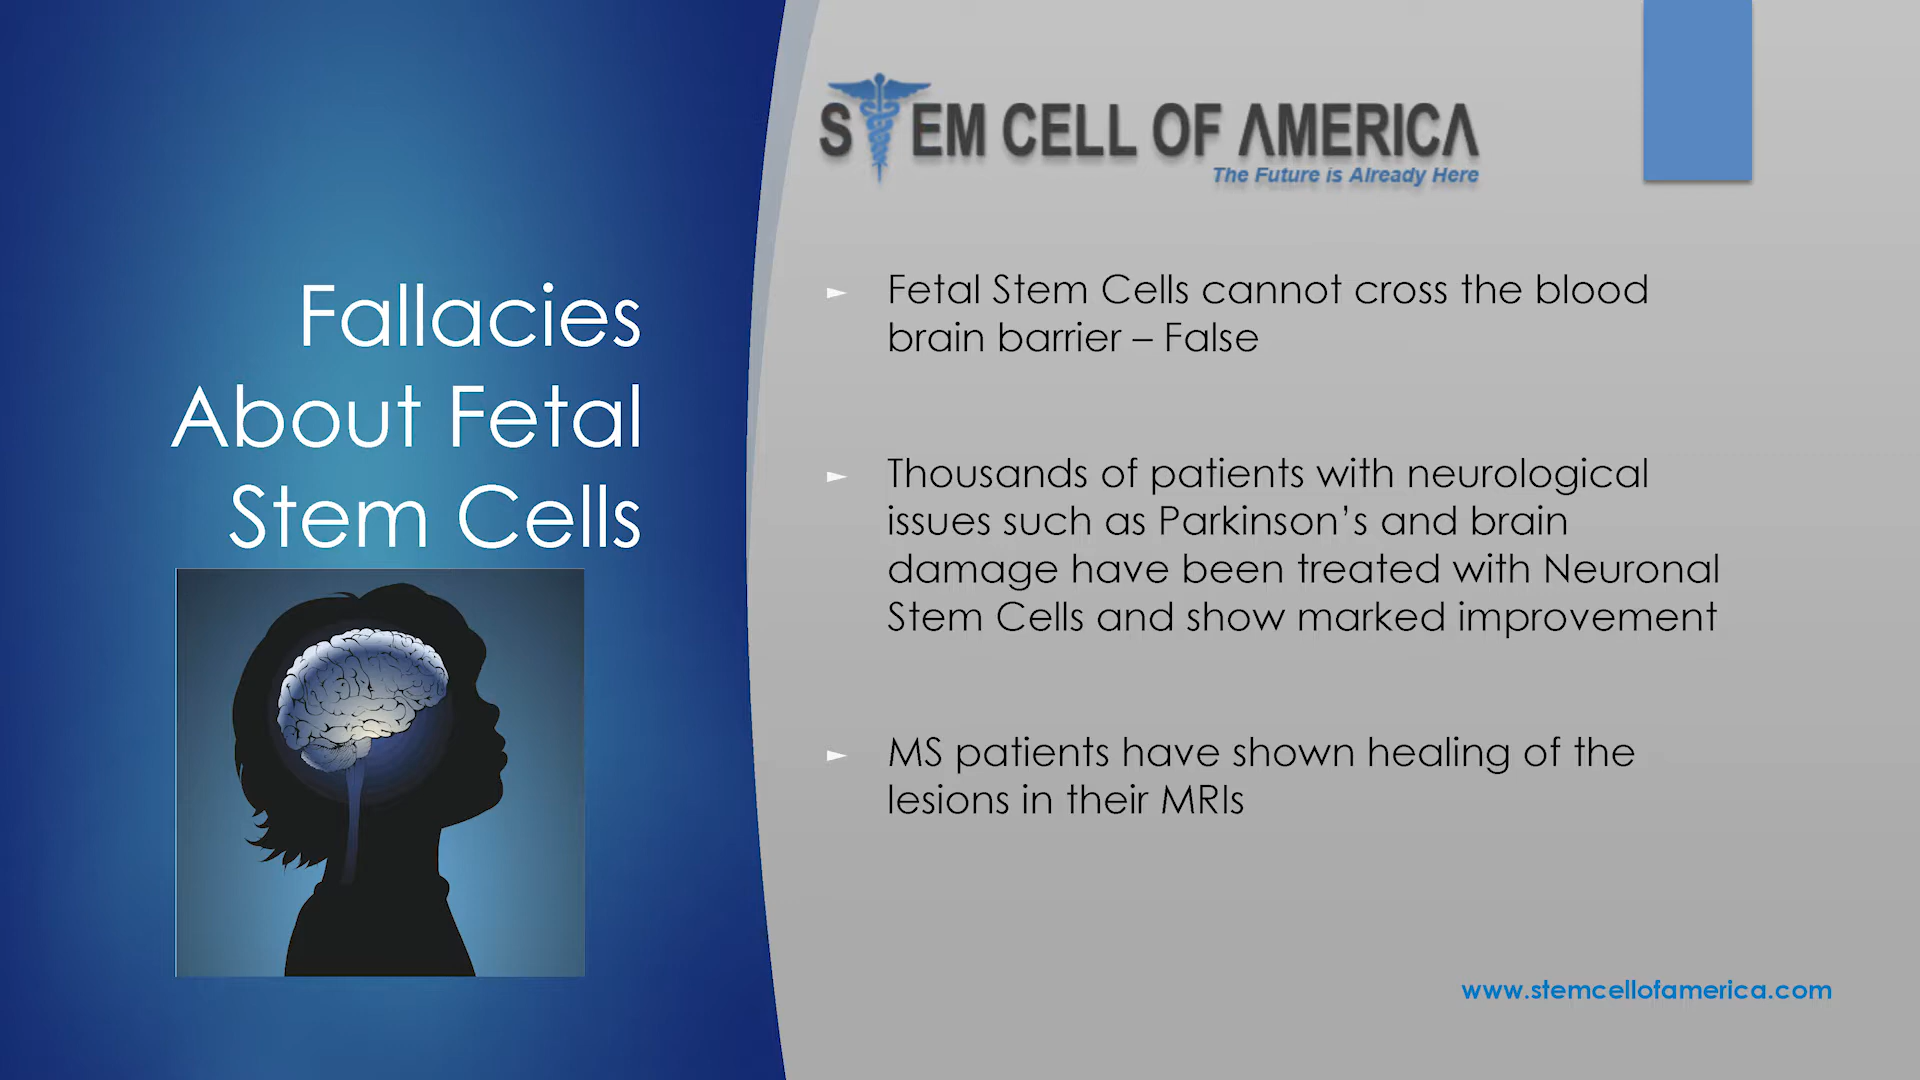 Fallacies
About Fetal
Stem Cells
STEM CELL OF AMERICA
The Future is Already Here
► Fetal Stem Cells cannot cross the blood
brain barrier – False
► Thousands of patients with neurological
issues such as Parkinson’s and brain
damage have been treated with Neuronal
Stem Cells and show marked improvement
► MS patients have shown healing of the
lesions in their MRIs
www.stemcellofamerica.com